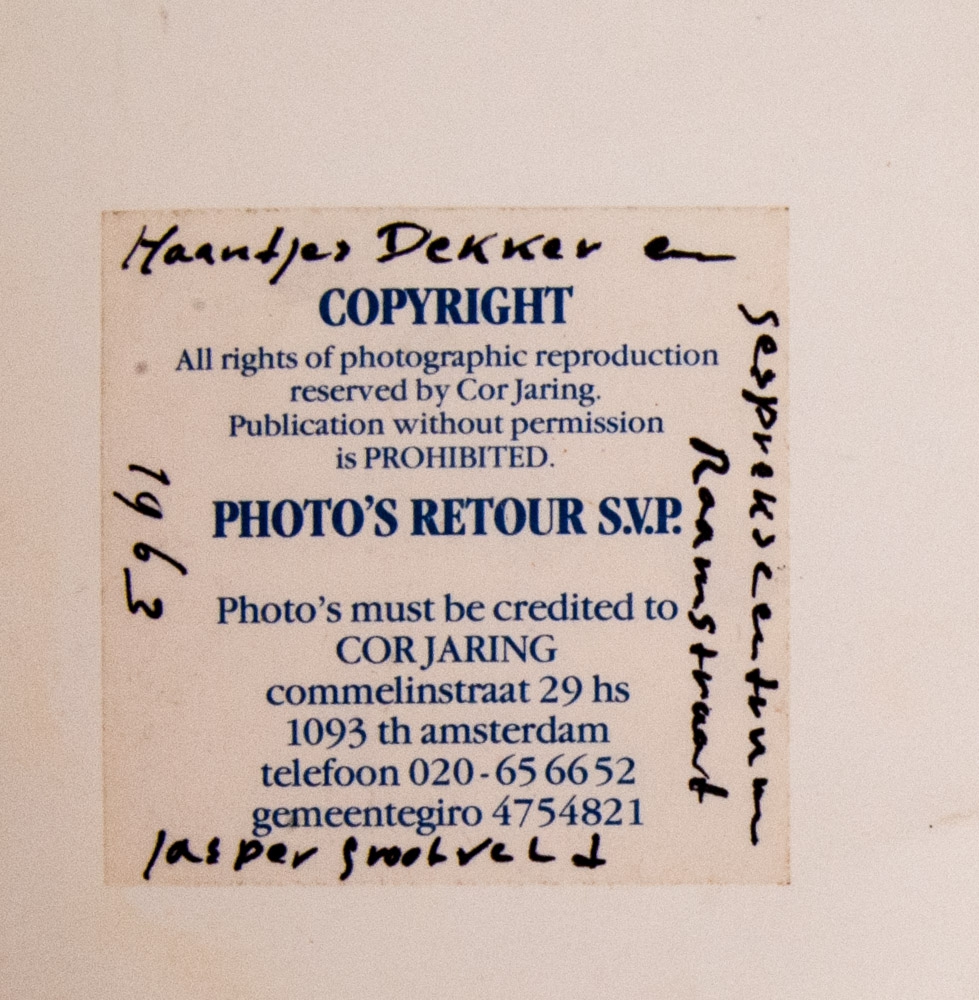 Haantjes Dekker en
COPYRIGHT
All rights of photographic reproduction
reserved by Cor Jaring.
Publication without permission
is PROHIBITED.
PHOTO'S RETOUR S.V.P.
Photo's must be credited to
COR JARING
commelinstraat 29 hs
1093 th amsterdam
telefoon 020-65 66 52
gemeentegiro 4754821
Jasper grootveld
gesprekscentrum
Raamstraat
1963